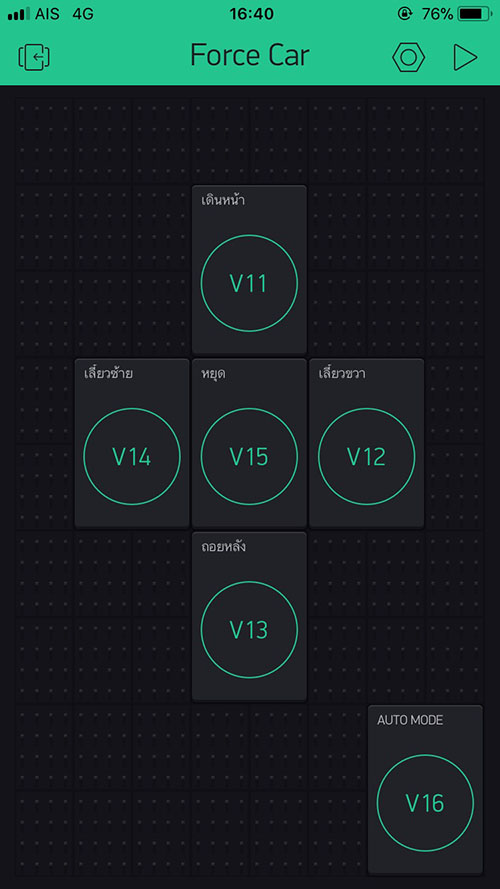 AIS 4G 16:40 76%
Force Car
เดินหน้า
V11
เลี้ยวซ้าย หยุด เลี้ยวขวา
V14 V15 V12
ถอยหลัง
V13
AUTO MODE
V16